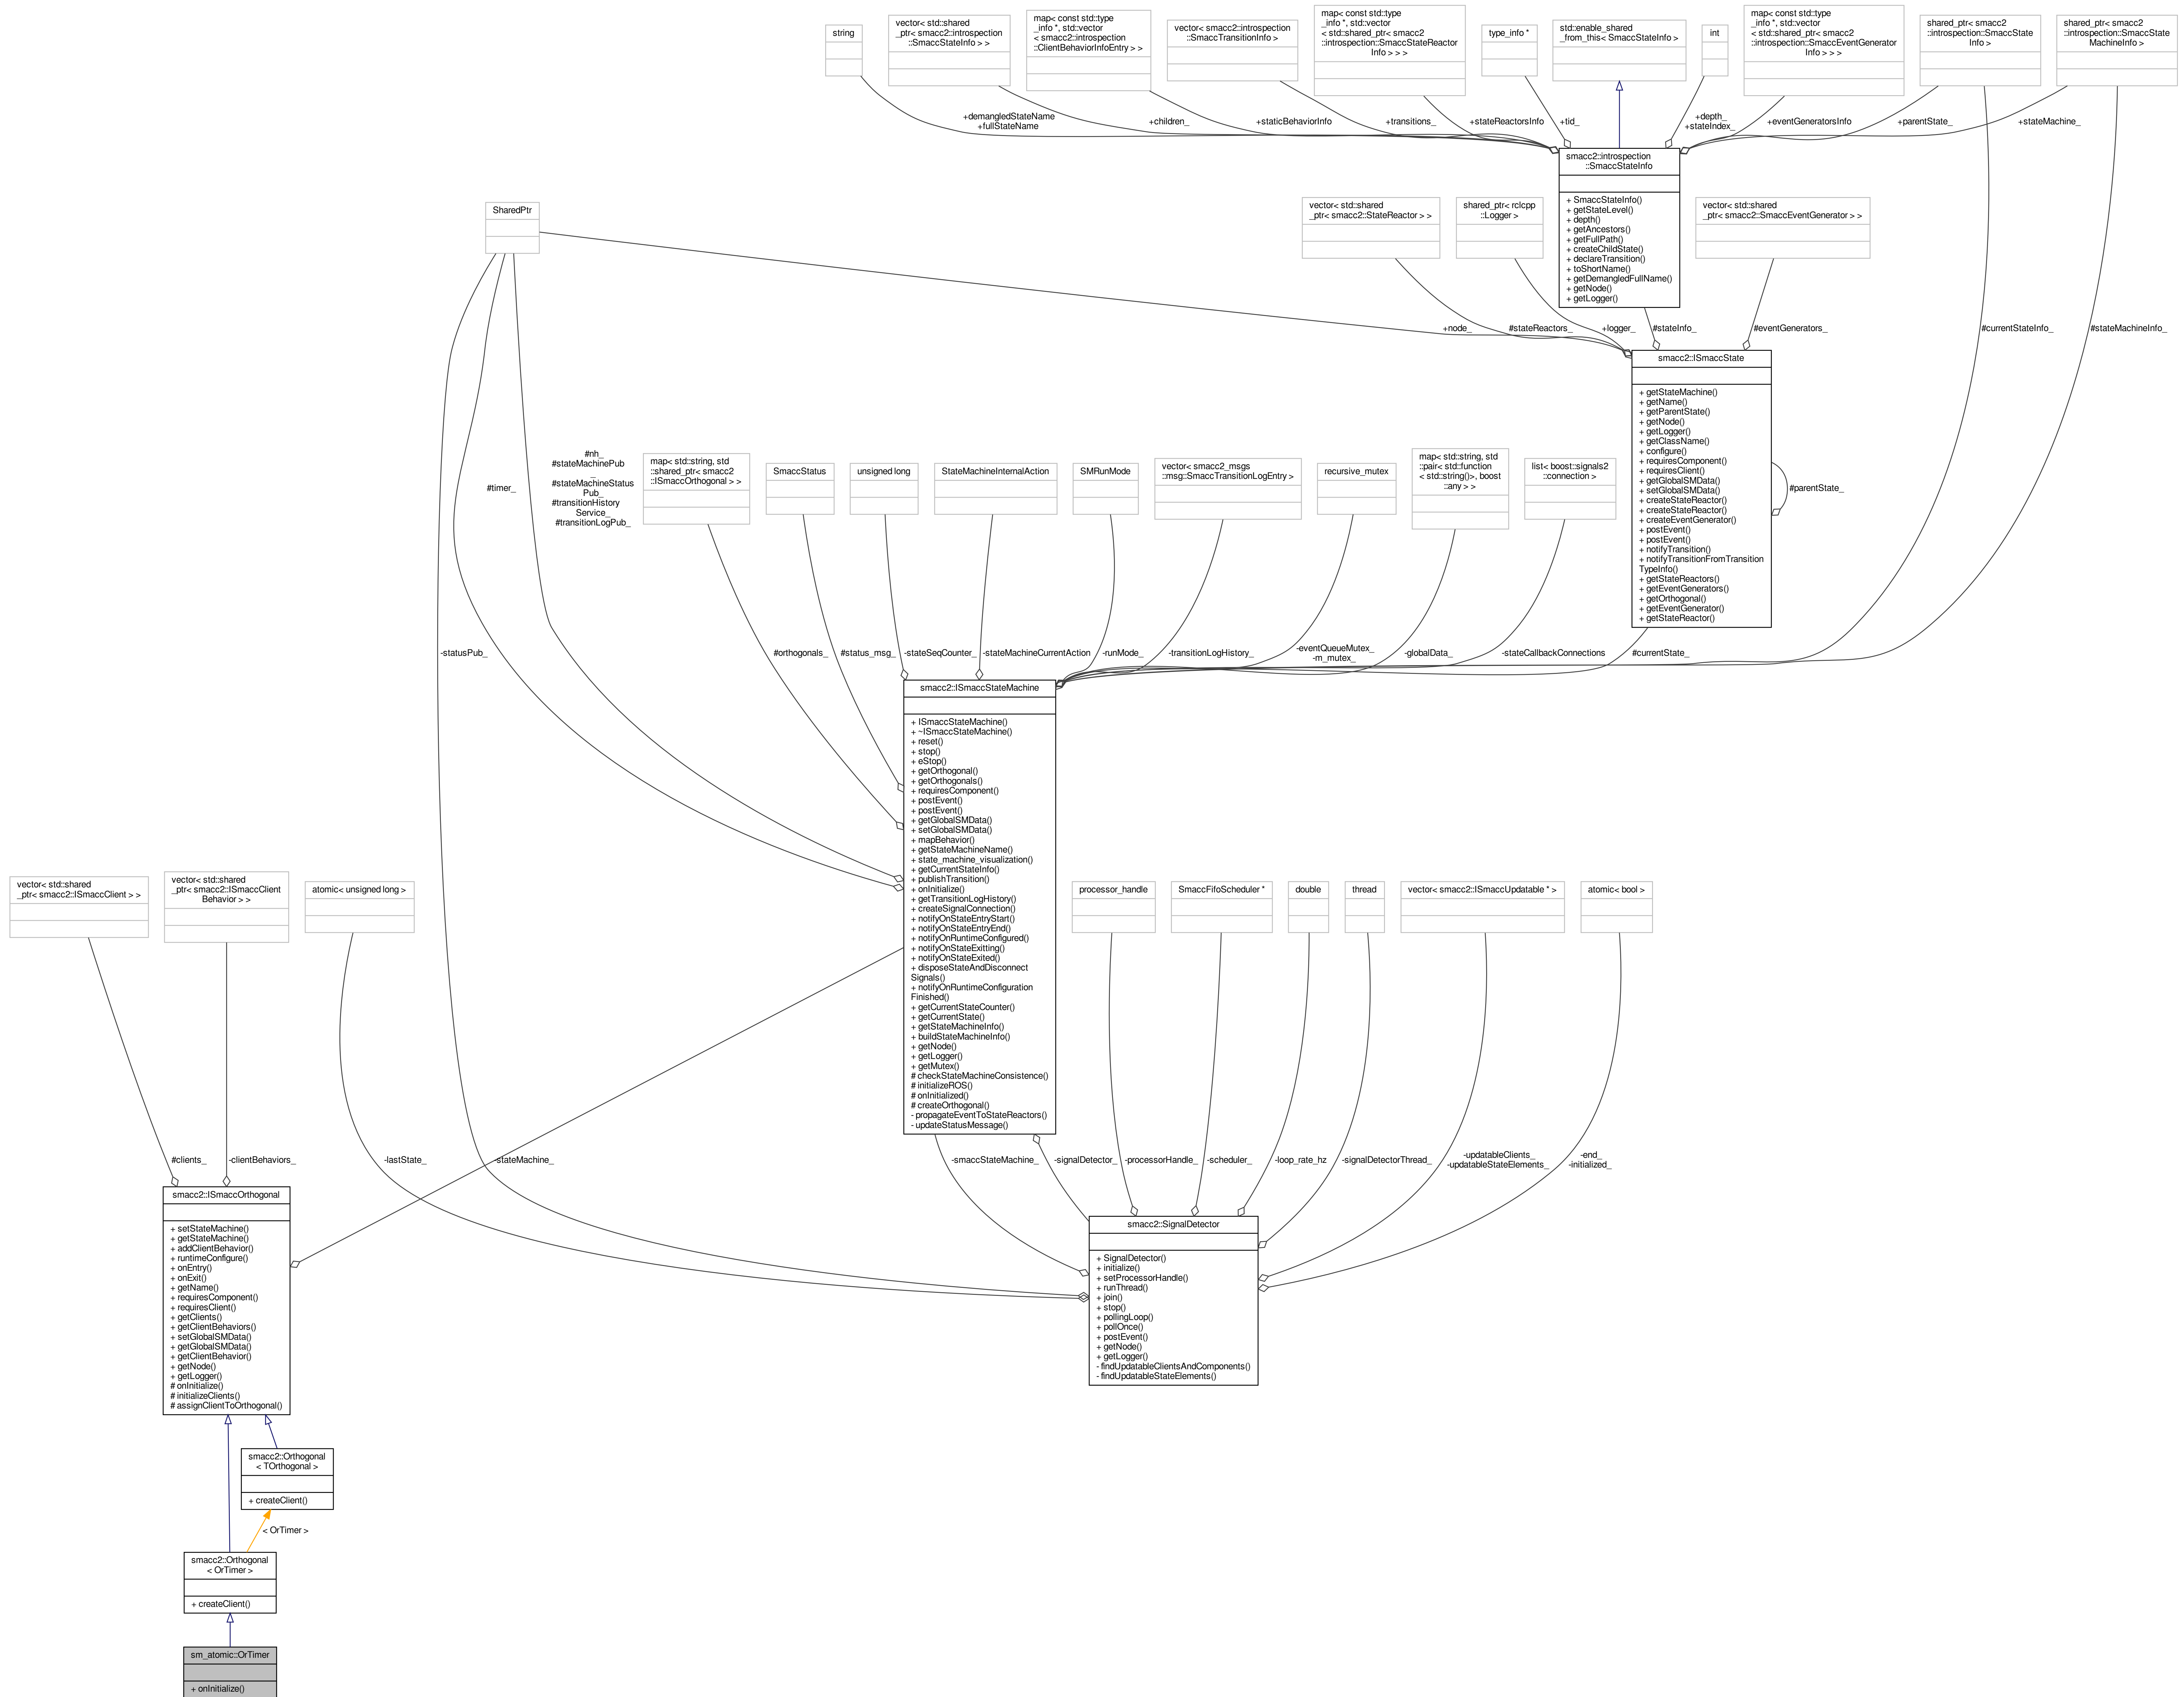 string
vector< std::shared
_ptr< smacc2::introspection
::SmaccStateInfo > >
map< const std::type
_info *, std::vector
< smacc2::introspection
::ClientBehaviorInfoEntry > >
vector< smacc2::introspection
::SmaccTransitionInfo >
map< const std::type
_info *, std::vector
< std::shared_ptr< smacc2
::introspection::SmaccStateReactor
Info > > >
type_info *
std::enable_shared
_from_this< SmaccStateInfo >
int
map< const std::type
_info *, std::vector
< std::shared_ptr< smacc2
::introspection::SmaccEventGenerator
Info > > >
shared_ptr< smacc2
::introspection::SmaccState
Info >
shared_ptr< smacc2
::introspection::SmaccState
MachineInfo >
+demangledStateName
+fullStateName
+children_
+staticBehaviorInfo
+transitions_
+stateReactorsInfo
+tid_
+depth_
+stateIndex_
+eventGeneratorsInfo
+parentState_
+stateMachine_
smacc2::introspection
::SmaccStateInfo
+ SmaccStateInfo()
+ getStateLevel()
+ depth()
+ getAncestors()
+ getFullPath()
+ createChildState()
+ declareTransition()
+ toShortName()
+ getDemangledFullName()
+ getNode()
+ getLogger()
SharedPtr
vector< std::shared
_ptr< smacc2::StateReactor > >
shared_ptr< rclcpp
::Logger >
vector< std::shared
_ptr< smacc2::SmaccEventGenerator > >
+node_
#stateReactors_
+logger_
#stateInfo_
#eventGenerators_
#currentStateInfo_
#stateMachineInfo_
smacc2::ISmaccState
+ getStateMachine()
+ getName()
+ getParentState()
+ getNode()
+ getLogger()
+ getClassName()
+ configure()
+ requiresComponent()
+ requiresClient()
+ getGlobalSMData()
+ setGlobalSMData()
+ createStateReactor()
+ createStateReactor()
+ createEventGenerator()
+ postEvent()
+ postEvent()
+ notifyTransition()
+ notifyTransitionFromTransition
TypeInfo()
+ getStateReactors()
+ getEventGenerators()
+ getOrthogonal()
+ getEventGenerator()
+ getStateReactor()
#parentState_
#timer_
#nh_
#stateMachinePub
_
#stateMachineStatus
Pub_
#transitionHistory
Service_
#transitionLogPub_
map< std::string, std
::shared_ptr< smacc2
::ISmaccOrthogonal > >
SmaccStatus
unsigned long
StateMachineInternalAction
SMRunMode
vector< smacc2_msgs
::msg::SmaccTransitionLogEntry >
recursive_mutex
map< std::string, std
::pair< std::function
< std::string()>, boost
::any > >
list< boost::signals2
::connection >
-statusPub_
#orthogonals_
#status_msg_
-stateSeqCounter_
-stateMachineCurrentAction
-runMode_
-transitionLogHistory_
-eventQueueMutex_
-m_mutex_
-globalData_
-stateCallbackConnections
#currentState_
smacc2::ISmaccStateMachine
+ ISmaccStateMachine()
+ ~ISmaccStateMachine()
+ reset()
+ stop()
+ eStop()
+ getOrthogonal()
+ getOrthogonals()
+ requiresComponent()
+ postEvent()
+ postEvent()
+ getGlobalSMData()
+ setGlobalSMData()
+ mapBehavior()
+ getStateMachineName()
+ state_machine_visualization()
+ getCurrentStateInfo()
+ publishTransition()
+ onInitialize()
+ getTransitionLogHistory()
+ createSignalConnection()
+ notifyOnStateEntryStart()
+ notifyOnStateEntryEnd()
+ notifyOnRuntimeConfigured()
+ notifyOnStateExitting()
+ notifyOnStateExited()
+ disposeStateAndDisconnect
Signals()
+ notifyOnRuntimeConfiguration
Finished()
+ getCurrentStateCounter()
+ getCurrentState()
+ getStateMachineInfo()
+ buildStateMachineInfo()
+ getNode()
+ getLogger()
+ getMutex()
# checkStateMachineConsistence()
# initializeROS()
# onInitialized()
# createOrthogonal()
- propagateEventToStateReactors()
- updateStatusMessage()
vector< std::shared
_ptr< smacc2::ISmaccClient > >
vector< std::shared
_ptr< smacc2::ISmaccClient
Behavior > >
atomic< unsigned long >
processor_handle
SmaccFifoScheduler *
double
thread
vector< smacc2::ISmaccUpdatable * >
atomic< bool >
#clients_
-clientBehaviors_
-lastState_
-stateMachine_
-smaccStateMachine_
-signalDetector_
-processorHandle_
-scheduler_
-loop_rate_hz
-signalDetectorThread_
-updatableClients_
-updatableStateElements_
-end_
-initialized_
smacc2::ISmaccOrthogonal
+ setStateMachine()
+ getStateMachine()
+ addClientBehavior()
+ runtimeConfigure()
+ onEntry()
+ onExit()
+ getName()
+ requiresComponent()
+ requiresClient()
+ getClients()
+ getClientBehaviors()
+ setGlobalSMData()
+ getGlobalSMData()
+ getClientBehavior()
+ getNode()
+ getLogger()
# onInitialize()
# initializeClients()
# assignClientToOrthogonal()
smacc2::SignalDetector
+ SignalDetector()
+ initialize()
+ setProcessorHandle()
+ runThread()
+ join()
+ stop()
+ pollingLoop()
+ pollOnce()
+ postEvent()
+ getNode()
+ getLogger()
- findUpdatableClientsAndComponents()
- findUpdatableStateElements()
smacc2::Orthogonal
< TOrthogonal >
+ createClient()
< OrTimer >
smacc2::Orthogonal
< OrTimer >
+ createClient()
sm_atomic::OrTimer
+ onInitialize()